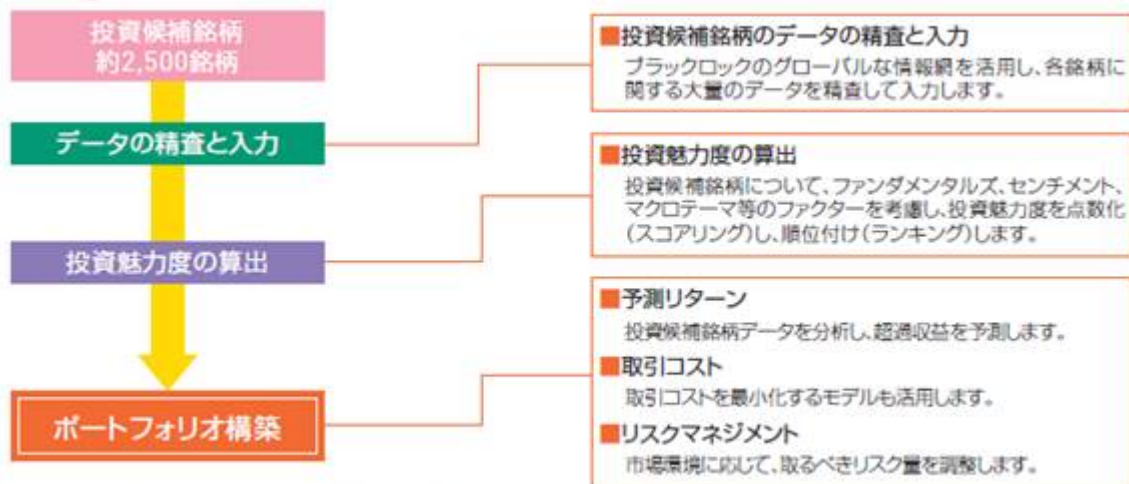 投資候補銘柄
約2,500銘柄
データの精査と入力
投資魅力度の算出
ポートフォリオ構築
■投資候補銘柄のデータの精査と入力
ブラックロックのグローバルな情報網を活用し、各銘柄に
関する大量のデータを精査して入力します。
■投資魅力度の算出
投資候補銘柄について、ファンダメンタルズ、センチメント、
マクロテーマ等のファクターを考慮し、投資魅力度を点数化
(スコアリング)し、順位付け(ランキング)します。
■予測リターン
投資候補銘柄データを分析し、超過収益を予測します。
■取引コスト
取引コストを最小化するモデルも活用します。
■リスクマネジメント
市場環境に応じて、取るべきリスク量を調整します。